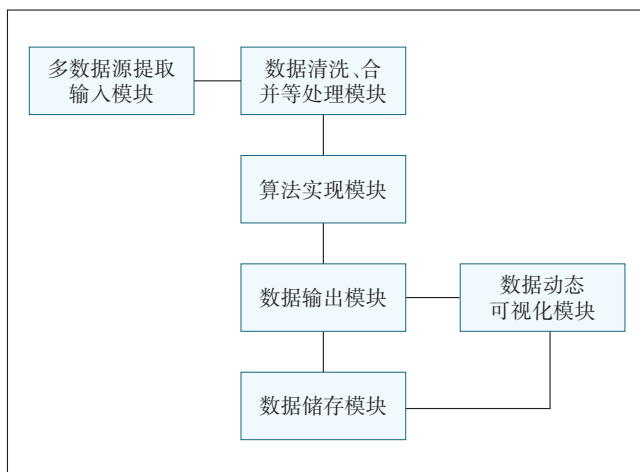 多数据源提取
输入模块
数据清洗、合
并等处理模块
算法实现模块
数据输出模块
数据动态
可视化模块
数据储存模块